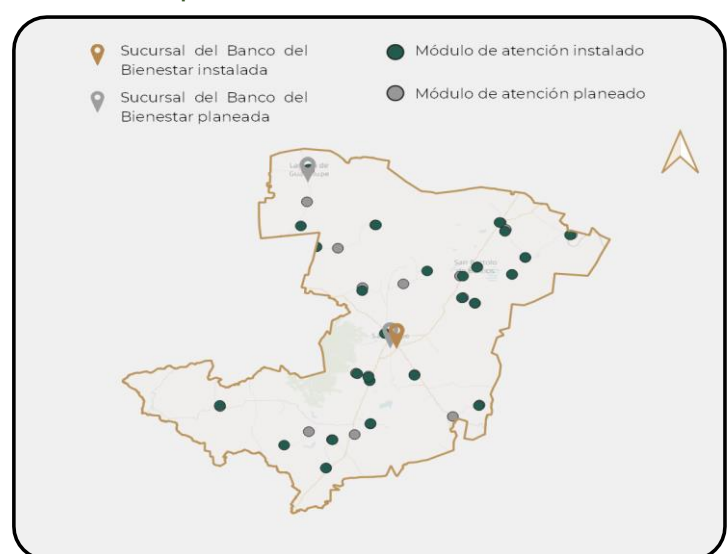 Sucursal del Banco del
Bienestar instalada
Módulo de atención instalado
Sucursal del Banco del
Bienestar planeada
Módulo de atención planeado